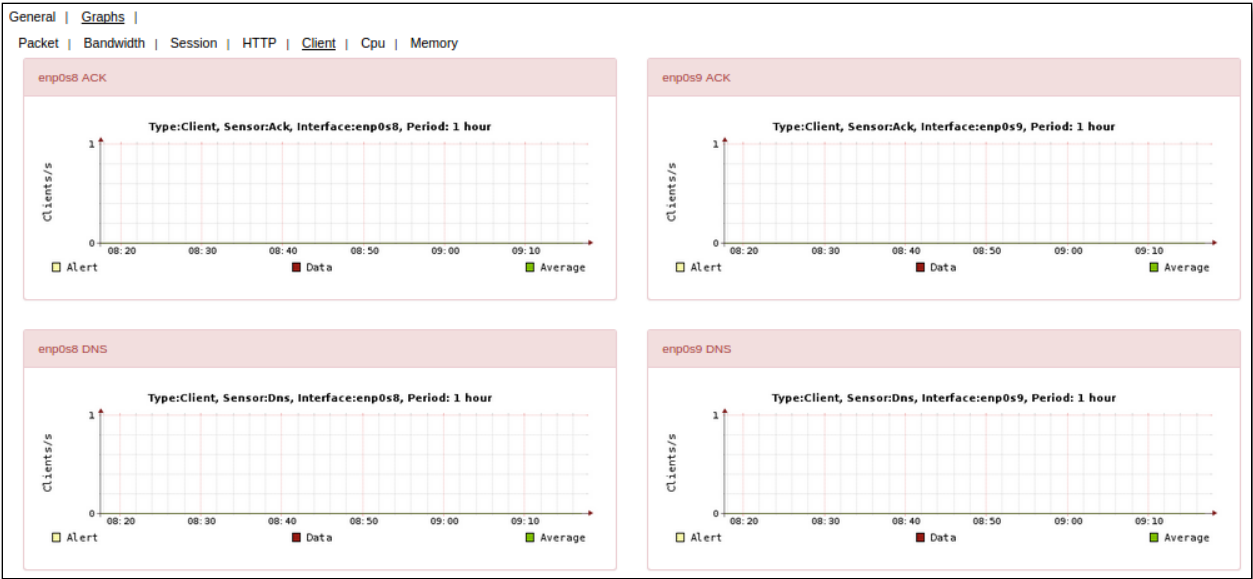 General | Graphs |
Packet | Bandwidth | Session | HTTP | Client | Cpu | Memory
enp0s8 ACK
Type:Client, Sensor:Ack, Interface:enp0s8, Period: 1 hour
Clients/s
1
0
08:20 08:30 08:40 08:50 09:00 09:10
Alert Data Average
enp0s9 ACK
Type:Client, Sensor:Ack, Interface:enp0s9, Period: 1 hour
Clients/s
1
0
08:20 08:30 08:40 08:50 09:00 09:10
Alert Data Average
enp0s8 DNS
Type:Client, Sensor:Dns, Interface:enp0s8, Period: 1 hour
Clients/s
1
0
08:20 08:30 08:40 08:50 09:00 09:10
Alert Data Average
enp0s9 DNS
Type:Client, Sensor:Dns, Interface:enp0s9, Period: 1 hour
Clients/s
1
0
08:20 08:30 08:40 08:50 09:00 09:10
Alert Data Average